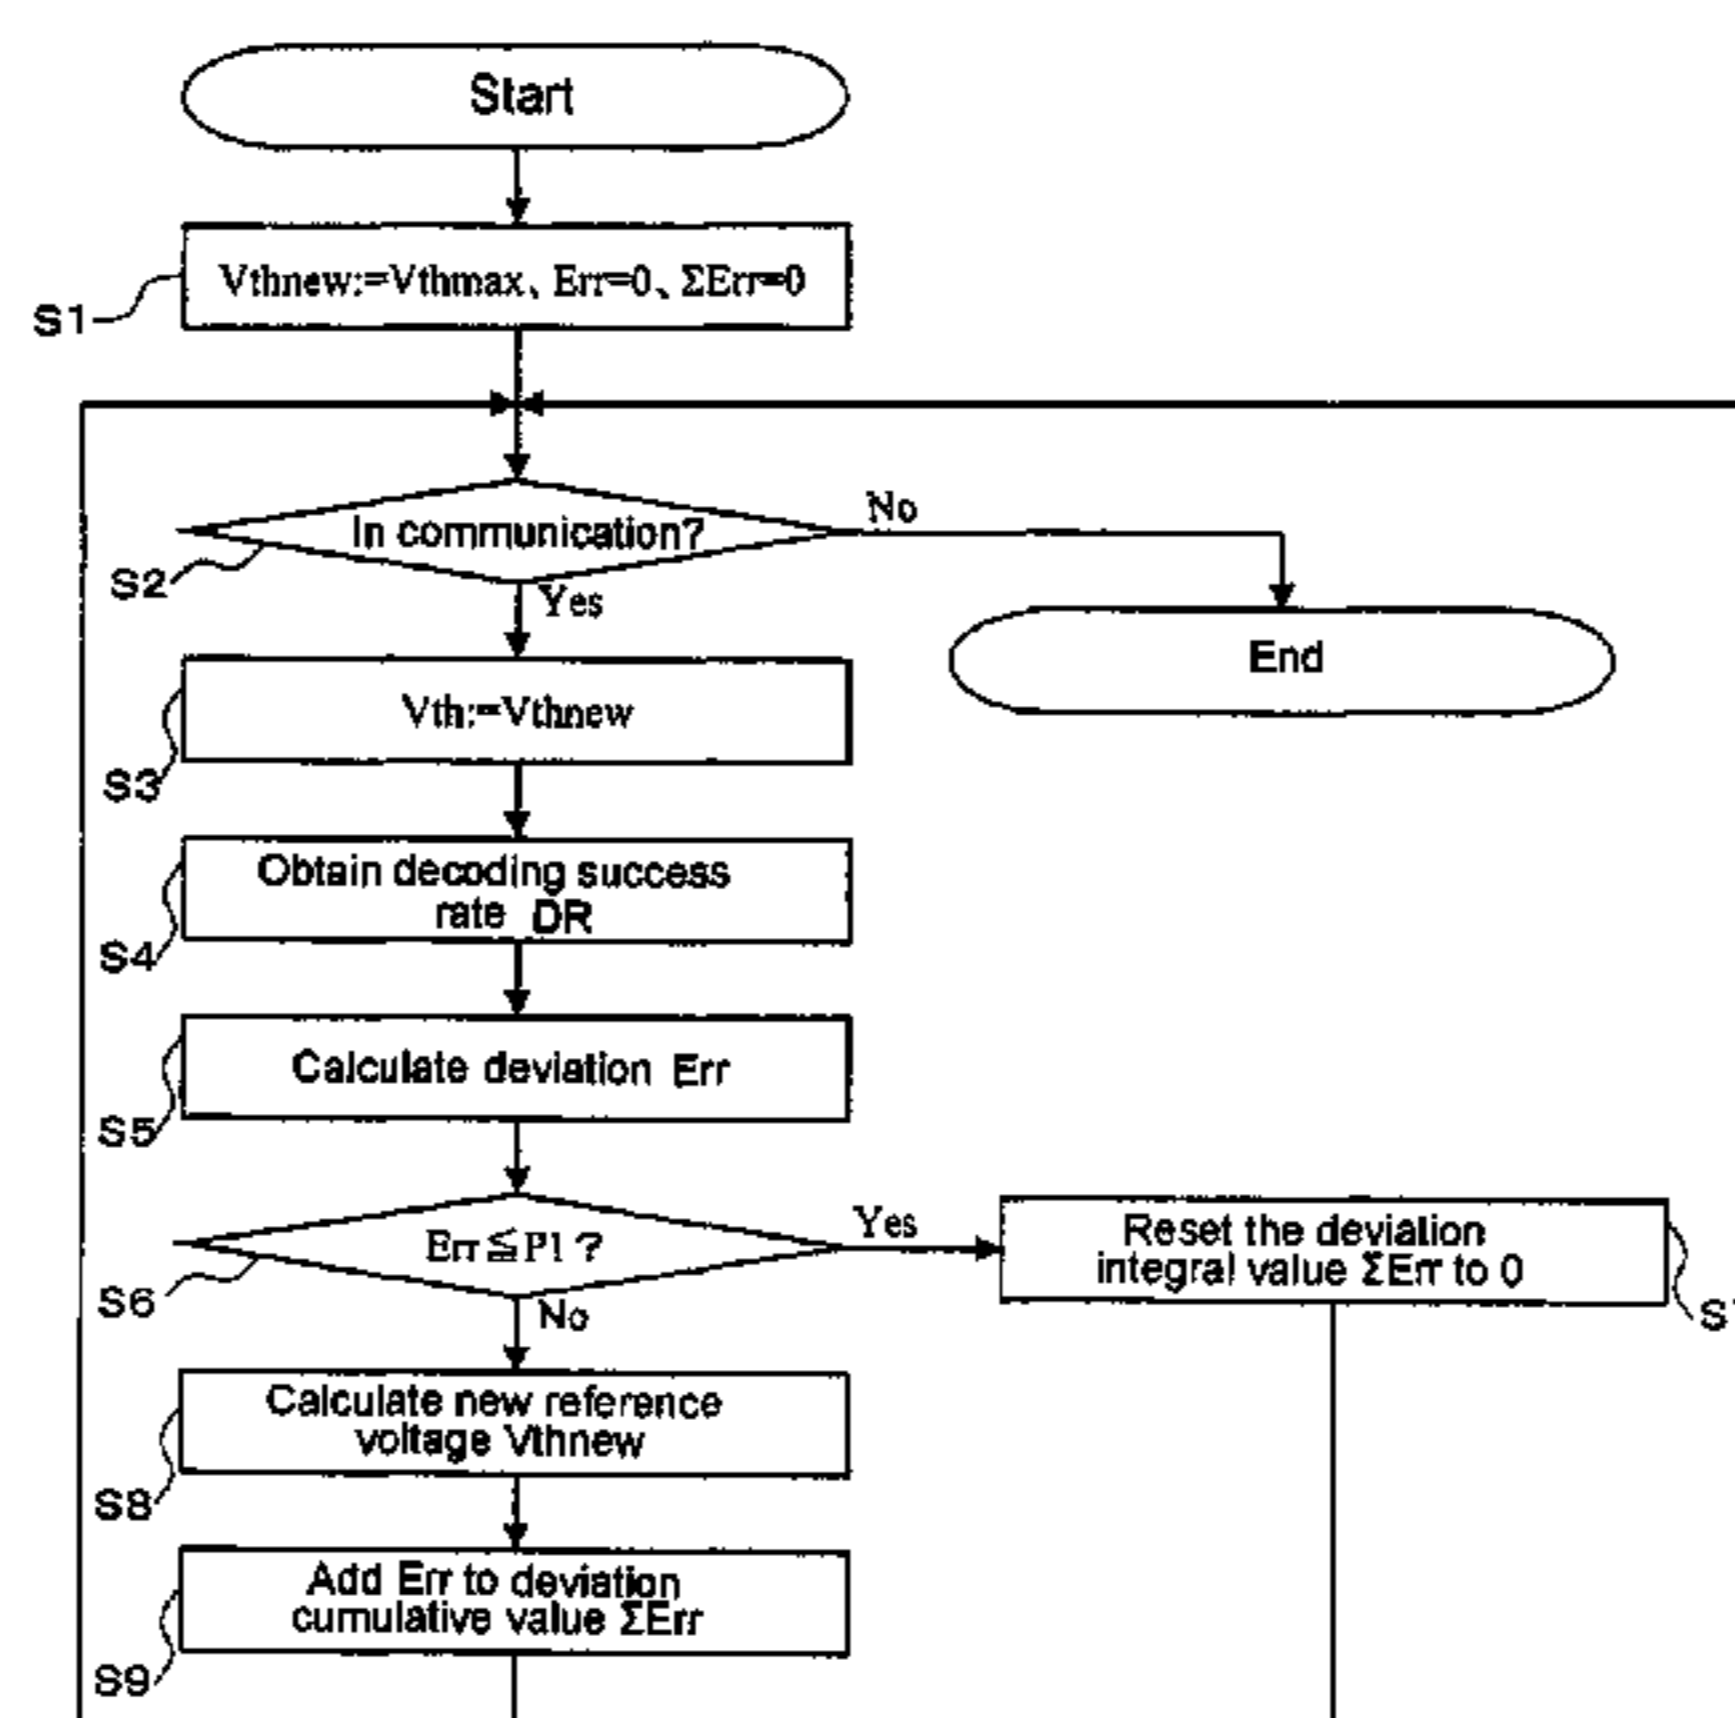 Start
Vthnew:=Vthmax、Err=0、ΣErr=0
S1
In communication?
No
S2
Yes
End
Vth:=Vthnew
S3
Obtain decoding success
rate DR
S4
Calculate deviation Err
S5
Err≦P1?
Yes
Reset the deviation
integral value ΣErr to 0
S6
No
Calculate new reference
voltage Vthnew
S8
Add Err to deviation
cumulative value ΣErr
S9